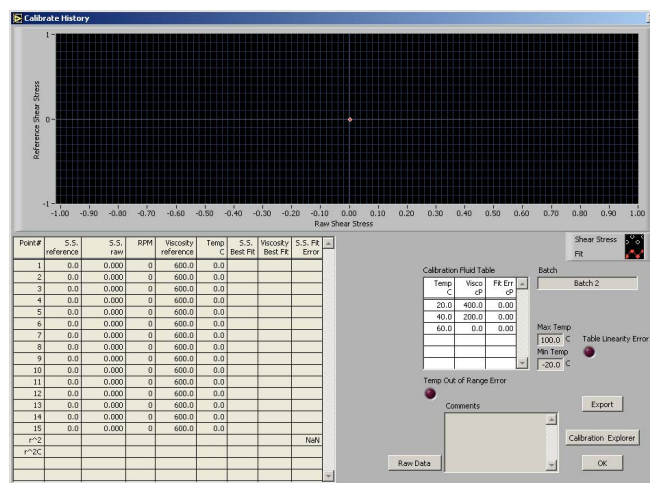 Calibrate History
1
0
-1
Reference Shear Stress
-1.00 -0.90 -0.80 -0.70 -0.60 -0.50 -0.40 -0.30 -0.20 -0.10 0.00 0.10 0.20 0.30 0.40 0.50 0.60 0.70 0.80 0.90 1.00
Raw Shear Stress
Point# S.S. reference S.S. raw RPM Viscosity reference Temp C S.S. Best Fit Viscosity Best Fit S.S. Fit Error
1 0.0 0.000 0 600.0 0.0
2 0.0 0.000 0 600.0 0.0
3 0.0 0.000 0 600.0 0.0
4 0.0 0.000 0 600.0 0.0
5 0.0 0.000 0 600.0 0.0
6 0.0 0.000 0 600.0 0.0
7 0.0 0.000 0 600.0 0.0
8 0.0 0.000 0 600.0 0.0
9 0.0 0.000 0 600.0 0.0
10 0.0 0.000 0 600.0 0.0
11 0.0 0.000 0 600.0 0.0
12 0.0 0.000 0 600.0 0.0
13 0.0 0.000 0 600.0 0.0
14 0.0 0.000 0 600.0 0.0
15 0.0 0.000 0 600.0 0.0
r^2 NaN
r^2C
Shear Stress
Fit
Calibration Fluid Table
Temp C Visco cP Fit Err cP
20.0 400.0 0.00
40.0 200.0 0.00
60.0 0.0 0.00
Batch
Batch 2
Max Temp
100.0 C
Min Temp
-20.0 C
Table Linearity Error
Temp Out of Range Error
Comments
Raw Data
Export
Calibration Explorer
OK